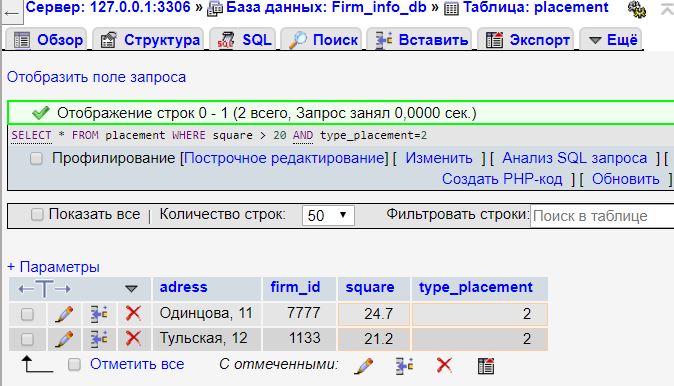 Сервер: 127.0.0.1:3306 » База данных: Firm_info_db » Таблица: placement
Обзор Структура SQL Поиск Вставить Экспорт Ещё
Отобразить поле запроса
Отображение строк 0 - 1 (2 всего, Запрос занял 0,0000 сек.)
SELECT * FROM placement WHERE square > 20 AND type_placement=2
Профилирование [Построчное редактирование] [ Изменить ] [ Анализ SQL запроса ] [
Создать PHP-код ] [ Обновить ]
Показать все | Количество строк: 50 Фильтровать строки: Поиск в таблице
+ Параметры
←T→ adress firm_id square type_placement
Одинцова, 11 7777 24.7 2
Тульская, 12 1133 21.2 2
Отметить все С отмеченными: